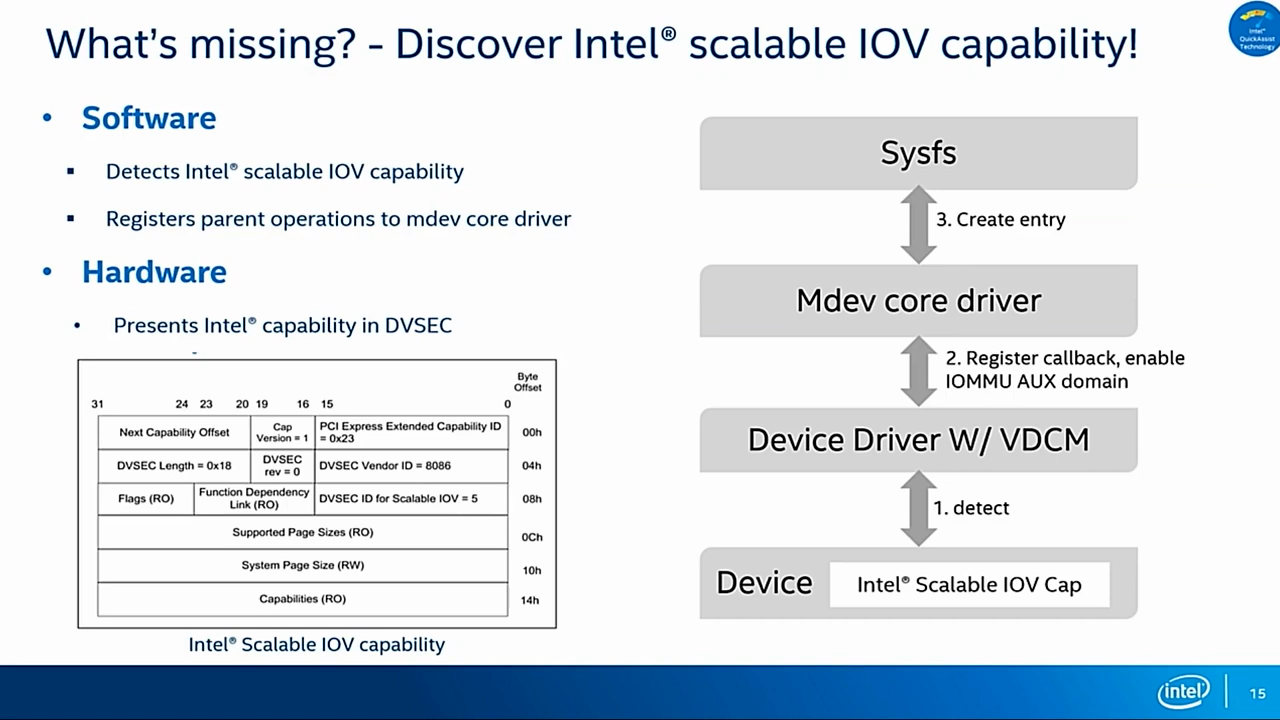 What's missing? - Discover Intel® scalable IOV capability!
Intel®
QuickAssist
Technology
• Software
▪ Detects Intel® scalable IOV capability
▪ Registers parent operations to mdev core driver
• Hardware
• Presents Intel® capability in DVSEC
-
Byte
Offset
31 24 23 20 19 16 15 0
Next Capability Offset
Cap
Version = 1
PCI Express Extended Capability ID
= 0x23
00h
DVSEC Length = 0x18
DVSEC
rev = 0
DVSEC Vendor ID = 8086
04h
Flags (RO)
Function Dependency
Link (RO)
DVSEC ID for Scalable IOV = 5
08h
Supported Page Sizes (RO)
0Ch
System Page Size (RW)
10h
Capabilities (RO)
14h
Intel® Scalable IOV capability
Sysfs
3. Create entry
Mdev core driver
2. Register callback, enable
IOMMU AUX domain
Device Driver W/ VDCM
1. detect
Device
Intel® Scalable IOV Cap
intel®
15